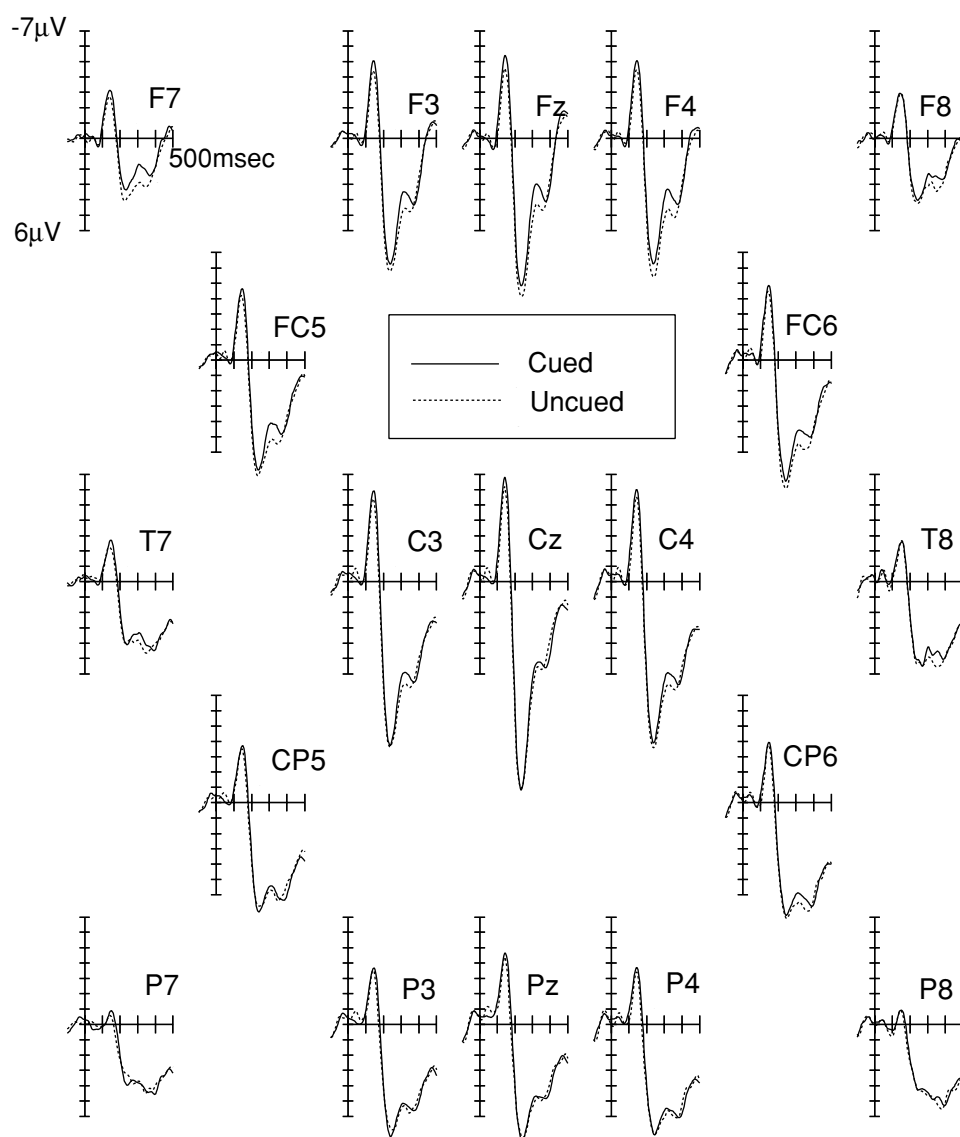 -7μV
F7 F3 Fz F4 F8
500msec
6μV
FC5 FC6
Cued
Uncued
T7 C3 Cz C4 T8
CP5 CP6
P7 P3 Pz P4 P8